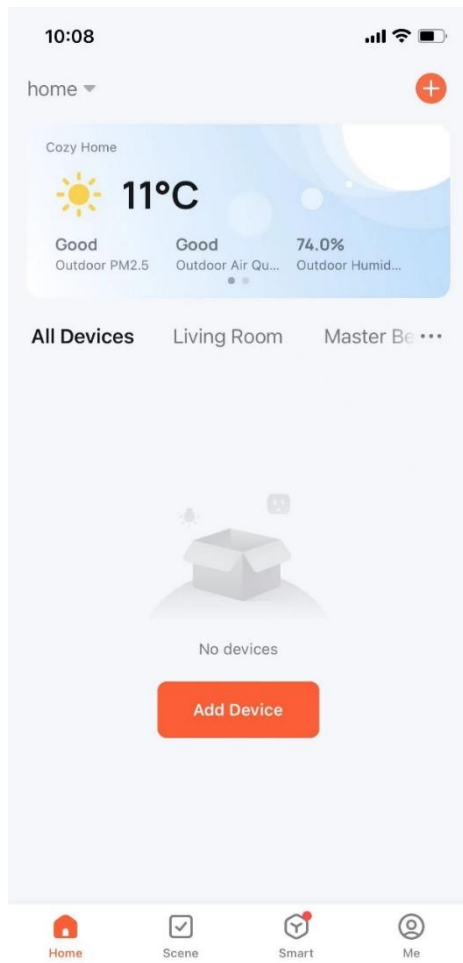 10:08
home
Cozy Home
11°C
Good Good 74.0%
Outdoor PM2.5 Outdoor Air Qu... Outdoor Humid...
All Devices Living Room Master Be
No devices
Add Device
Home Scene Smart Me